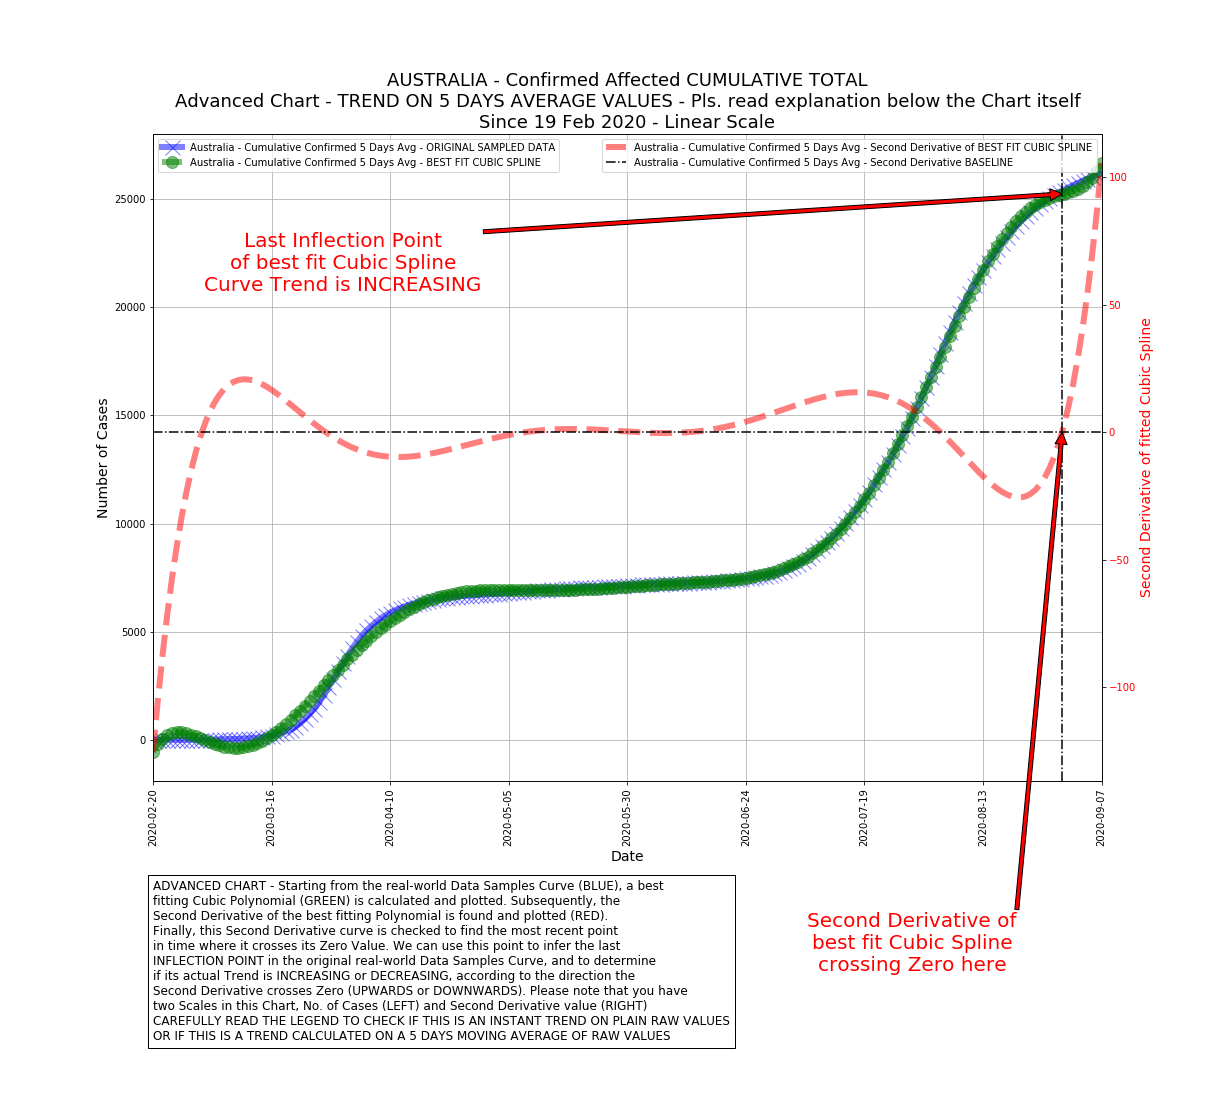 AUSTRALIA - Confirmed Affected CUMULATIVE TOTAL
Advanced Chart - TREND ON 5 DAYS AVERAGE VALUES - Pls. read explanation below the Chart itself
Since 19 Feb 2020 - Linear Scale
Australia - Cumulative Confirmed 5 Days Avg - ORIGINAL SAMPLED DATA
Australia - Cumulative Confirmed 5 Days Avg - BEST FIT CUBIC SPLINE
Australia - Cumulative Confirmed 5 Days Avg - Second Derivative of BEST FIT CUBIC SPLINE
Australia - Cumulative Confirmed 5 Days Avg - Second Derivative BASELINE
Last Inflection Point
of best fit Cubic Spline
Curve Trend is INCREASING
Number of Cases
25000
20000
15000
10000
5000
0
100
50
0
−50
−100
Second Derivative of fitted Cubic Spline
2020-02-20
2020-03-16
2020-04-10
2020-05-05
2020-05-30
2020-06-24
2020-07-19
2020-08-13
2020-09-07
Date
ADVANCED CHART - Starting from the real-world Data Samples Curve (BLUE), a best
fitting Cubic Polynomial (GREEN) is calculated and plotted. Subsequently, the
Second Derivative of the best fitting Polynomial is found and plotted (RED).
Finally, this Second Derivative curve is checked to find the most recent point
in time where it crosses its Zero Value. We can use this point to infer the last
INFLECTION POINT in the original real-world Data Samples Curve, and to determine
if its actual Trend is INCREASING or DECREASING, according to the direction the
Second Derivative crosses Zero (UPWARDS or DOWNWARDS). Please note that you have
two Scales in this Chart, No. of Cases (LEFT) and Second Derivative value (RIGHT)
CAREFULLY READ THE LEGEND TO CHECK IF THIS IS AN INSTANT TREND ON PLAIN RAW VALUES
OR IF THIS IS A TREND CALCULATED ON A 5 DAYS MOVING AVERAGE OF RAW VALUES
Second Derivative of
best fit Cubic Spline
crossing Zero here